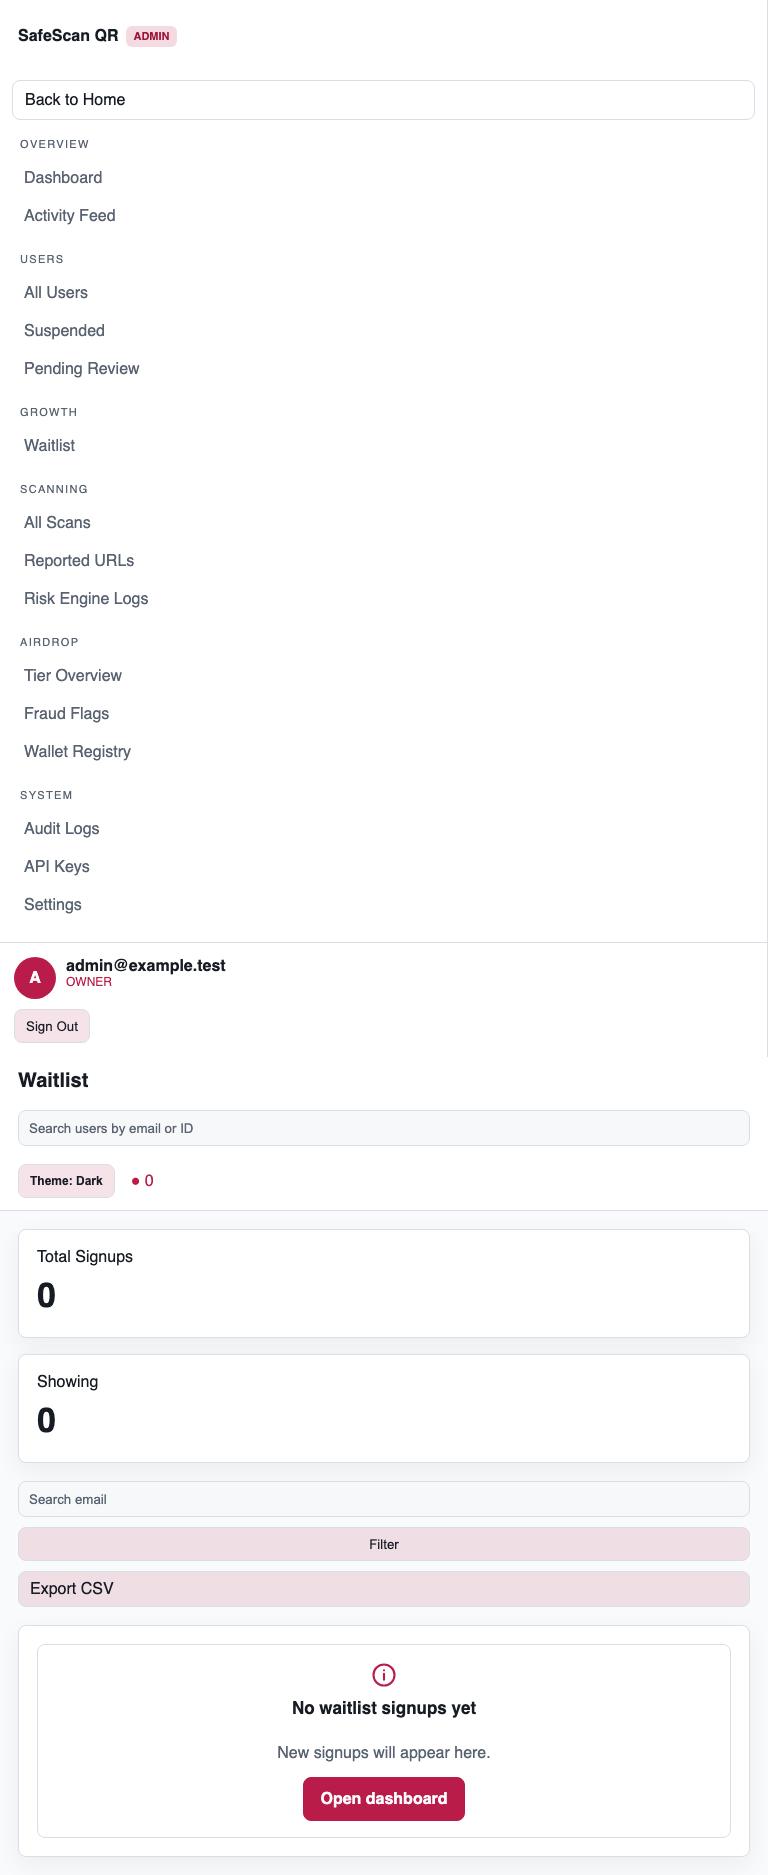 SafeScan QR ADMIN
Back to Home
OVERVIEW
Dashboard
Activity Feed
USERS
All Users
Suspended
Pending Review
GROWTH
Waitlist
SCANNING
All Scans
Reported URLs
Risk Engine Logs
AIRDROP
Tier Overview
Fraud Flags
Wallet Registry
SYSTEM
Audit Logs
API Keys
Settings
A admin@example.test
OWNER
Sign Out
Waitlist
Search users by email or ID
Theme: Dark 0
Total Signups
0
Showing
0
Search email
Filter
Export CSV
No waitlist signups yet
New signups will appear here.
Open dashboard